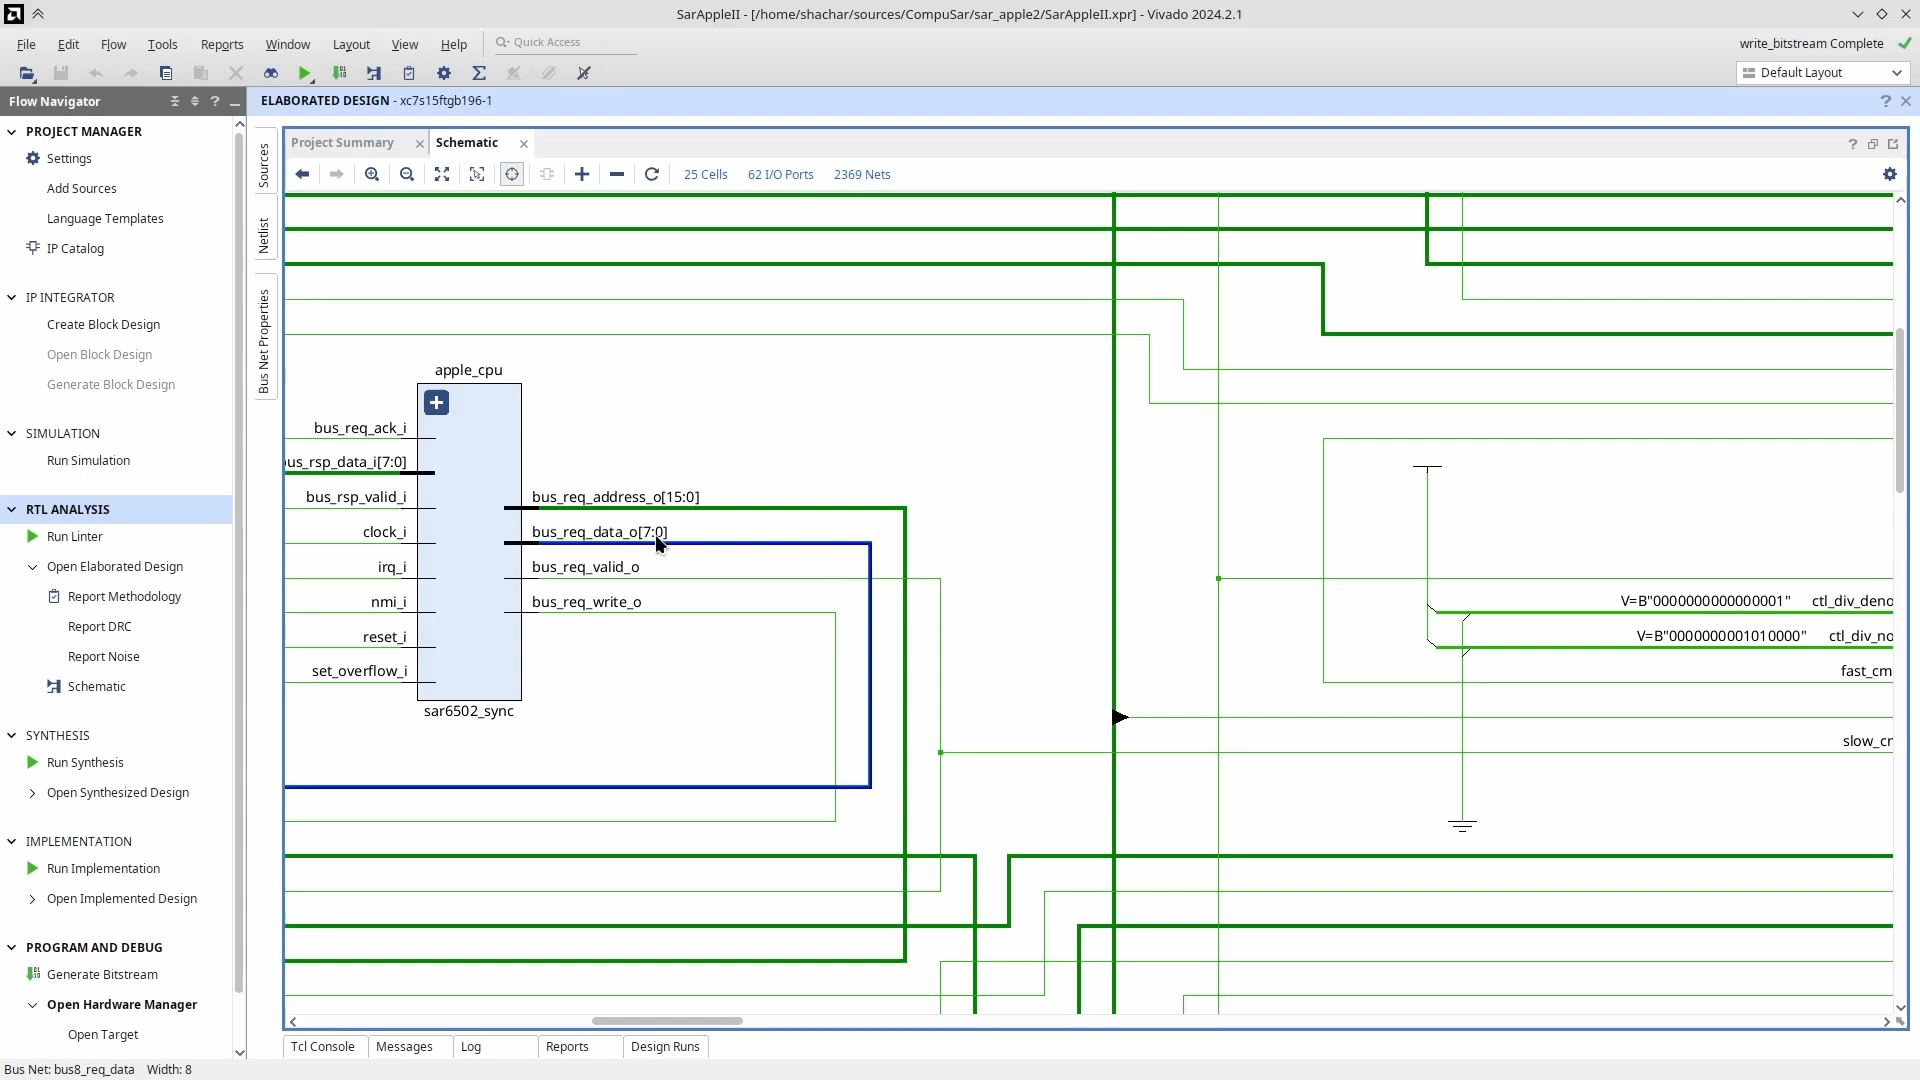 SarAppleII - [/home/shachar/sources/CompuSar/sar_apple2/SarAppleII.xpr] - Vivado 2024.2.1
File Edit Flow Tools Reports Window Layout View Help Quick Access
write_bitstream Complete
Default Layout
Flow Navigator
PROJECT MANAGER
Settings
Add Sources
Language Templates
IP Catalog
IP INTEGRATOR
Create Block Design
Open Block Design
Generate Block Design
SIMULATION
Run Simulation
RTL ANALYSIS
Run Linter
Open Elaborated Design
Report Methodology
Report DRC
Report Noise
Schematic
SYNTHESIS
Run Synthesis
Open Synthesized Design
IMPLEMENTATION
Run Implementation
Open Implemented Design
PROGRAM AND DEBUG
Generate Bitstream
Open Hardware Manager
Open Target
ELABORATED DESIGN - xc7s15ftgb196-1
Sources
Netlist
Bus Net Properties
Project Summary
Schematic
25 Cells 62 I/O Ports 2369 Nets
apple_cpu
bus_req_ack_i
bus_rsp_data_i[7:0]
bus_rsp_valid_i
clock_i
irq_i
nmi_i
reset_i
set_overflow_i
bus_req_address_o[15:0]
bus_req_data_o[7:0]
bus_req_valid_o
bus_req_write_o
sar6502_sync
V=B"0000000000000001" ctl_div_deno
V=B"0000000001010000" ctl_div_no
fast_cm
slow_cr
Tcl Console Messages Log Reports Design Runs
Bus Net: bus8_req_data Width: 8